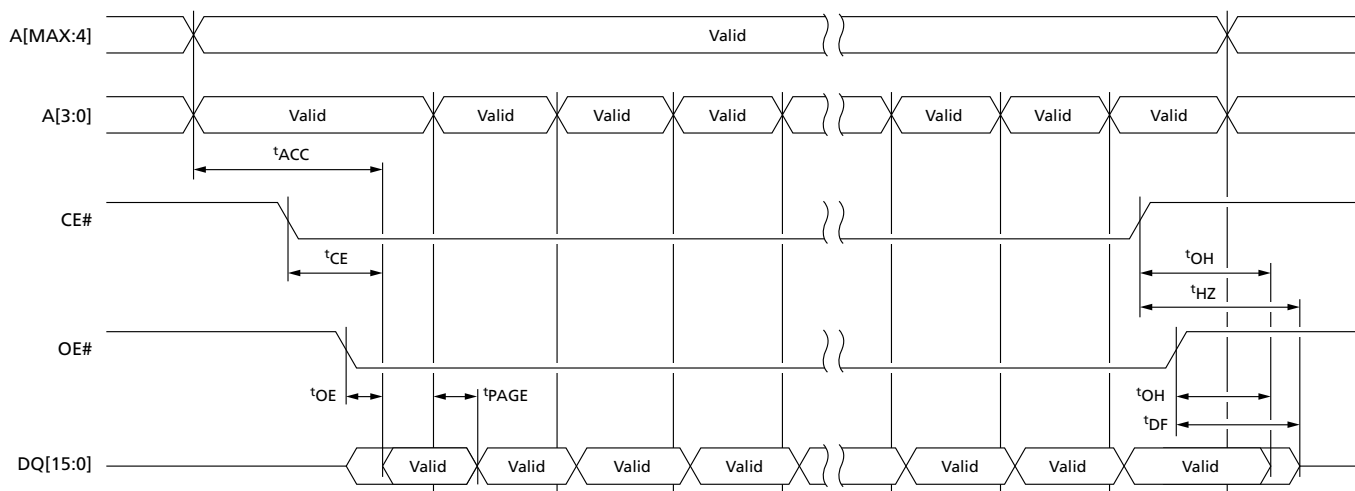 A[MAX:4] Valid
A[3:0] Valid Valid Valid Valid Valid Valid Valid
tACC
CE#
tCE tOH
tHZ
OE#
tOE tPAGE tOH
tDF
DQ[15:0] Valid Valid Valid Valid Valid Valid Valid